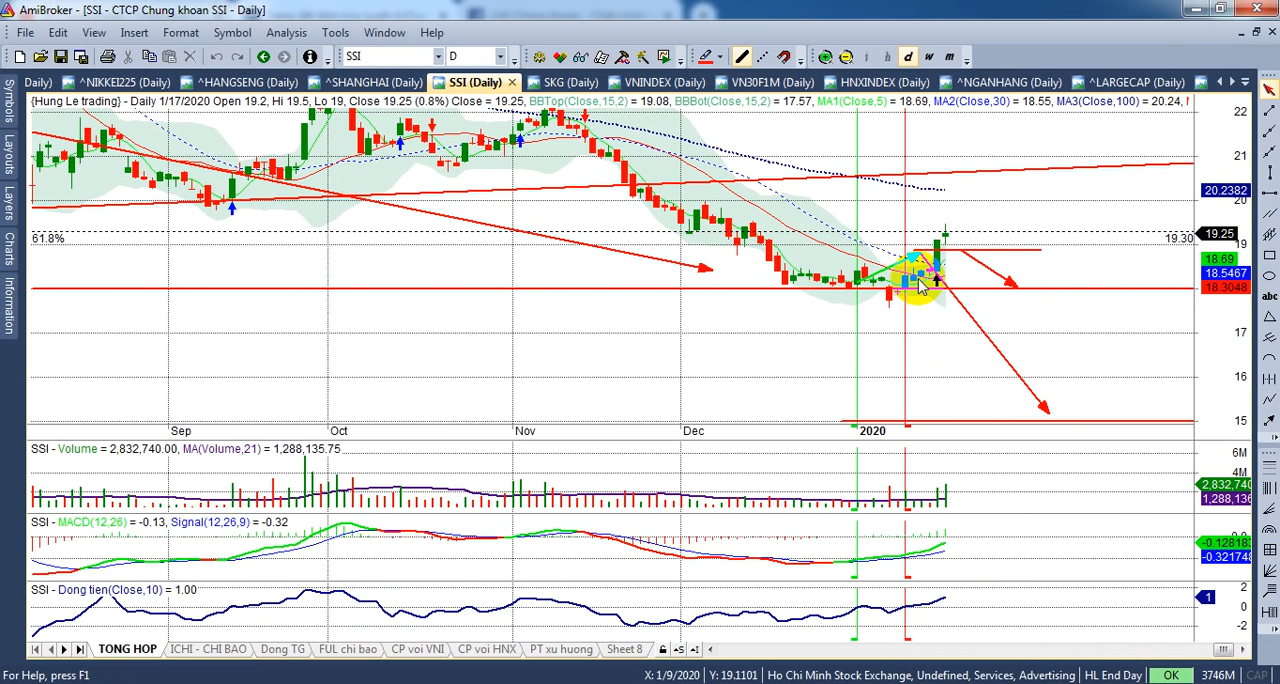 AmiBroker - [SSI - CTCP Chung khoan SSI - Daily]
File Edit View Insert Format Symbol Analysis Tools Window Help
SSI D i h d w m
Daily) ^NIKKEI225 (Daily) ^HANGSENG (Daily) ^SHANGHAI (Daily) SSI (Daily) SKG (Daily) VNINDEX (Daily) VN30F1M (Daily) HNXINDEX (Daily) ^NGANHANG (Daily) ^LARGECAP (Daily)
Symbols
Layouts
Layers
Charts
Information
{Hung Le trading} - Daily 1/17/2020 Open 19.2, Hi 19.5, Lo 19, Close 19.25 (0.8%) Close = 19.25, BBTop(Close,15,2) = 19.08, BBBot(Close,15,2) = 17.57, MA1(Close,5) = 18.69, MA2(Close,30) = 18.55, MA3(Close,100) = 20.24,
22
21
20.2382
20
61.8%
19.30
19.25
19
18.69
18.5467
18.3048
17
16
15
Sep Oct Nov Dec 2020
SSI - Volume = 2,832,740.00, MA(Volume,21) = 1,288,135.75
6M
4M
2,832,740
1,288,136
SSI - MACD(12,26) = -0.13, Signal(12,26,9) = -0.32
0.0
-0.128183
-0.321748
SSI - Dong tien(Close,10) = 1.00
2
1
0
-2
TONG HOP ICHI - CHI BAO Dong TG FUL chi bao CP voi VNI CP voi HNX PT xu huong Sheet 8
For Help, press F1 X: 1/9/2020 Y: 19.1101 Ho Chi Minh Stock Exchange, Undefined, Services, Advertising HL End Day OK 3746M CAP
abc